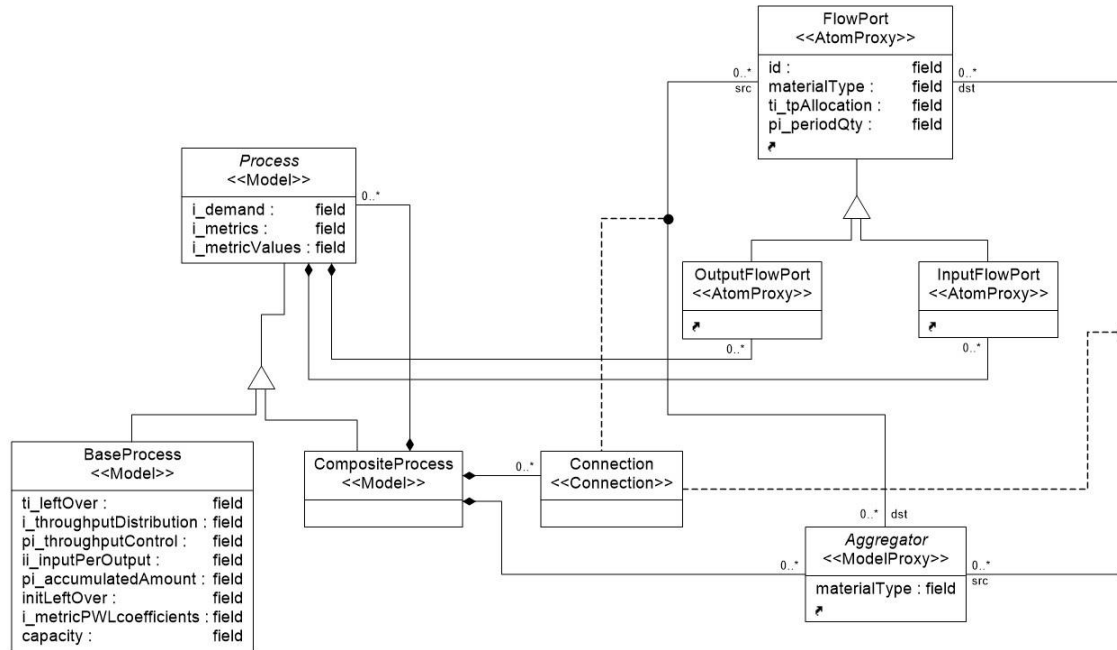 FlowPort
<<AtomProxy>>
id : field
materialType : field
ti_tpAllocation : field
pi_periodQty : field
0..*
src
0..*
dst
Process
<<Model>>
i_demand : field
i_metrics : field
i_metricValues : field
0..*
OutputFlowPort
<<AtomProxy>>
0..*
InputFlowPort
<<AtomProxy>>
0..*
BaseProcess
<<Model>>
ti_leftOver : field
i_throughputDistribution : field
pi_throughputControl : field
ii_inputPerOutput : field
pi_accumulatedAmount : field
initLeftOver : field
i_metricPWLcoefficients : field
capacity : field
CompositeProcess
<<Model>>
0..*
Connection
<<Connection>>
0..* dst
Aggregator
<<ModelProxy>>
materialType : field
0..*
0..*
src